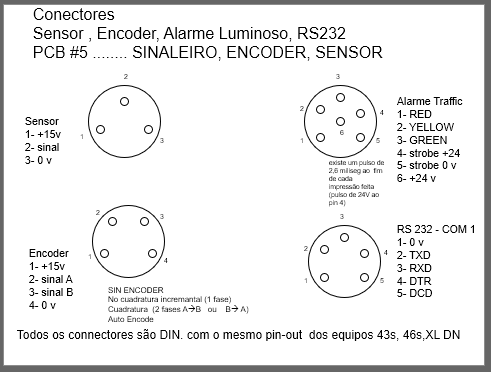 Conectores
Sensor , Encoder, Alarme Luminoso, RS232
PCB #5 ........ SINALEIRO, ENCODER, SENSOR
2
1
3
Sensor
1- +15v
2- sinal
3- 0 v
3
2
4
6
1
5
existe um pulso de
2,6 miliseg ao fim
de cada
impressão feita
(pulso de 24V ao
pin 4)
Alarme Traffic
1- RED
2- YELLOW
3- GREEN
4- strobe +24
5- strobe 0 v
6- +24 v
2
3
1
4
Encoder
1- +15v
2- sinal A
3- sinal B
4- 0 v
SIN ENCODER
No cuadratura incremantal (1 fase)
Cuadratura (2 fases A→B ou B→A)
Auto Encode
3
2
4
1
5
RS 232 - COM 1
1- 0 v
2- TXD
3- RXD
4- DTR
5- DCD
Todos os connectores são DIN. com o mesmo pin-out dos equipos 43s, 46s,XL DN